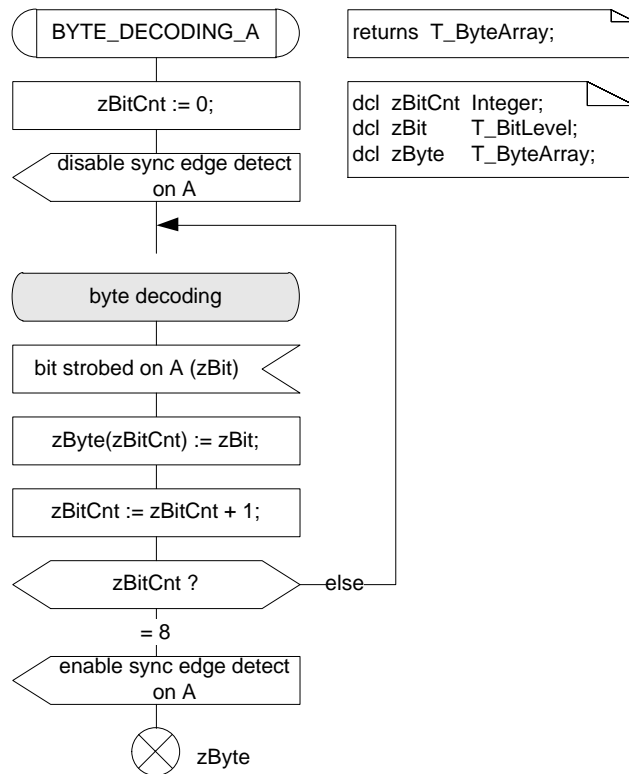 BYTE_DECODING_A
returns T_ByteArray;
zBitCnt := 0;
dcl zBitCnt Integer;
dcl zBit T_BitLevel;
dcl zByte T_ByteArray;
disable sync edge detect
on A
byte decoding
bit strobed on A (zBit)
zByte(zBitCnt) := zBit;
zBitCnt := zBitCnt + 1;
zBitCnt ?
else
= 8
enable sync edge detect
on A
zByte